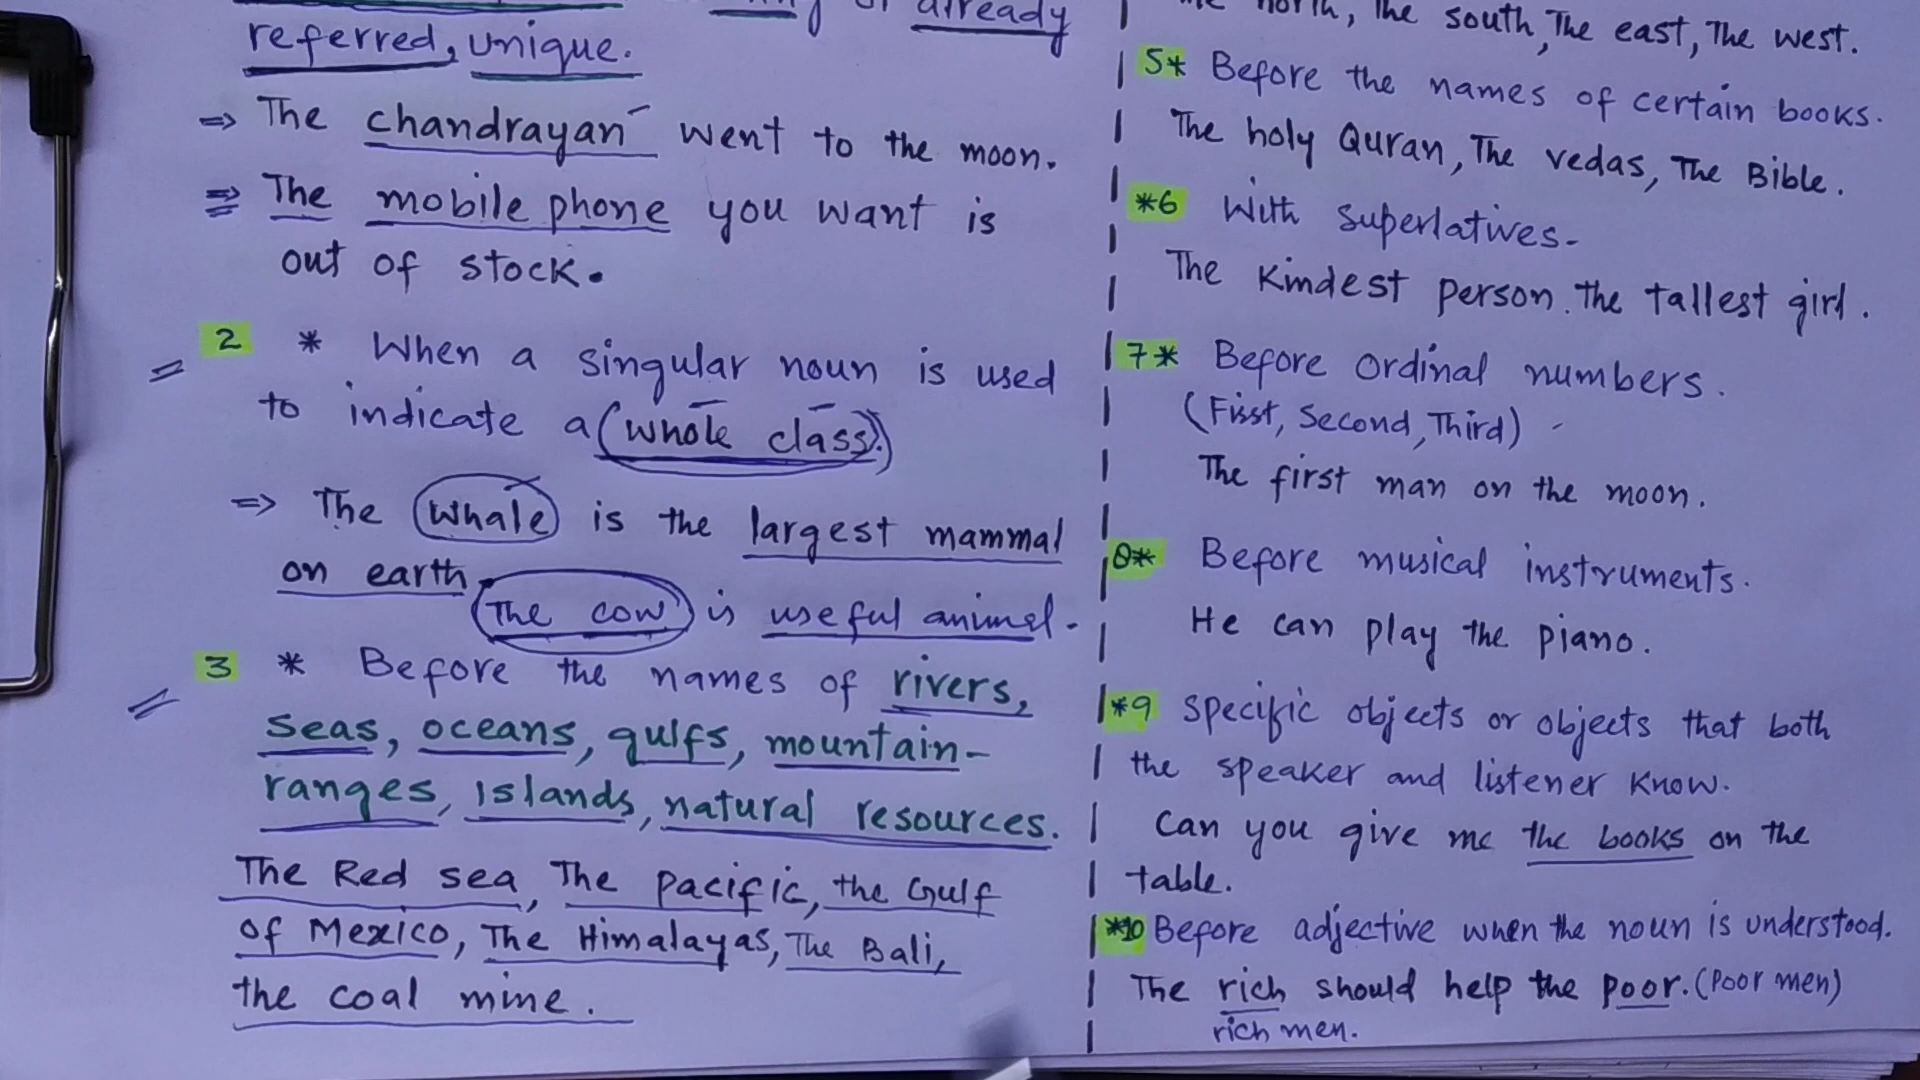 of already
referred, unique.
=> The chandrayan went to the moon.
=> The mobile phone you want is
out of stock.
2 * When a singular noun is used
to indicate a (whole class.)
=> The whale is the largest mammal
on earth.
The cow is useful animal.
3 * Before the names of rivers,
seas, oceans, gulfs, mountain-
ranges, islands, natural resources.
The Red sea, The pacific, the Gulf
of Mexico, The Himalayas, The Bali,
the coal mine.
north, The south, The east, The west.
5* Before the names of certain books.
The holy Quran, The vedas, The Bible.
*6 With superlatives-
The Kindest person. The tallest girl.
7* Before ordinal numbers.
(First, Second, Third) -
The first man on the moon.
8* Before musical instruments.
He can play the piano.
*9 specific objects or objects that both
the speaker and listener know.
Can you give me the books on the
table.
*10 Before adjective when the noun is understood.
The rich should help the poor. (Poor men)
rich men.